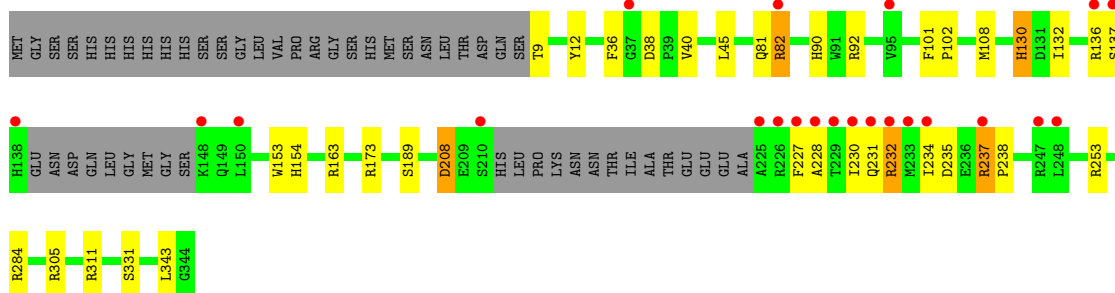 MET GLY SER SER HIS HIS HIS HIS HIS HIS SER SER GLY LEU VAL PRO ARG GLY SER HIS MET SER ASN LEU THR ASP GLN SER T9 Y12 F36 G37 D38 P39 V40 L45 Q81 R82 H90 W91 R92 V95 F101 P102 M108 H130 D131 I132 R136 S137
H138 GLU ASN ASP GLN LEU GLY MET GLY SER K148 Q149 L150 W153 H154 R163 R173 S189 D208 E209 S210 HIS LEU PRO LYS ASN ASN THR ILE ALA THR GLU GLU GLU ALA A225 R226 F227 A228 T229 I230 Q231 R232 M233 I234 D235 E236 R237 P238 R247 L248 R253
R284 R305 R311 S331 L343 G344